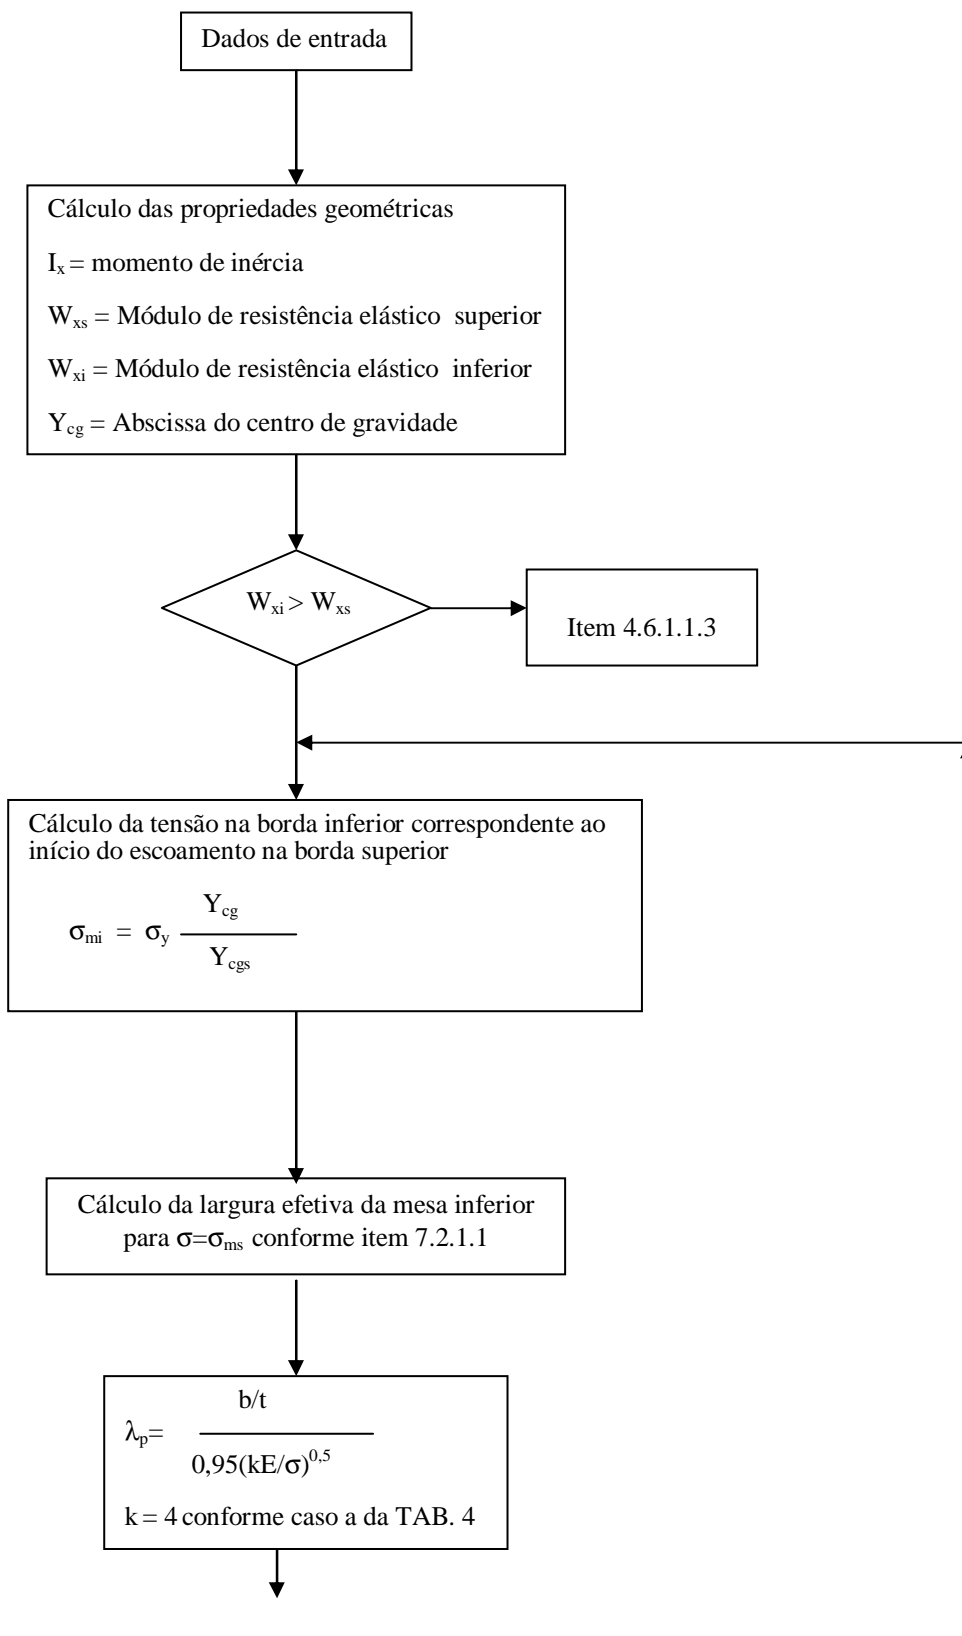 Dados de entrada
Cálculo das propriedades geométricas
Iₓ = momento de inércia
Wxs = Módulo de resistência elástico superior
Wxi = Módulo de resistência elástico inferior
Ycg = Abscissa do centro de gravidade
Wxi > Wxs
Item 4.6.1.1.3
Cálculo da tensão na borda inferior correspondente ao
início do escoamento na borda superior
Ycg
σmi = σy
Ycgs
Cálculo da largura efetiva da mesa inferior
para σ=σms conforme item 7.2.1.1
b/t
λp=
0,95(kE/σ)^0,5
k = 4 conforme caso a da TAB. 4